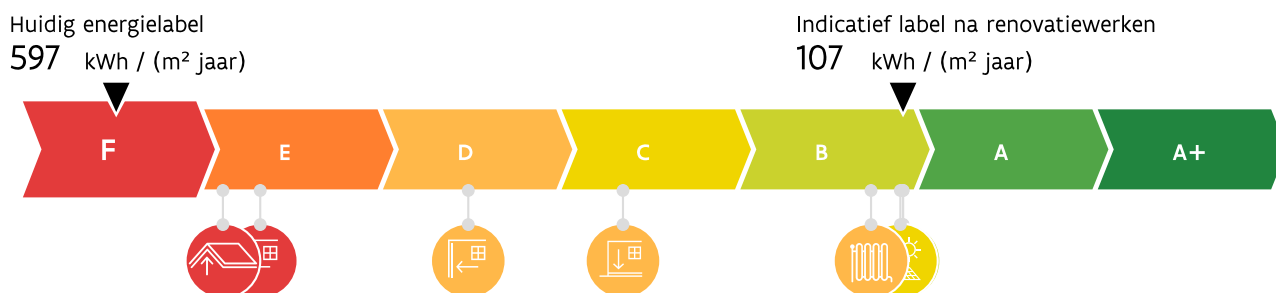 Huidig energielabel
597 kWh / (m² jaar)
Indicatief label na renovatiewerken
107 kWh / (m² jaar)
F E D C B A A+